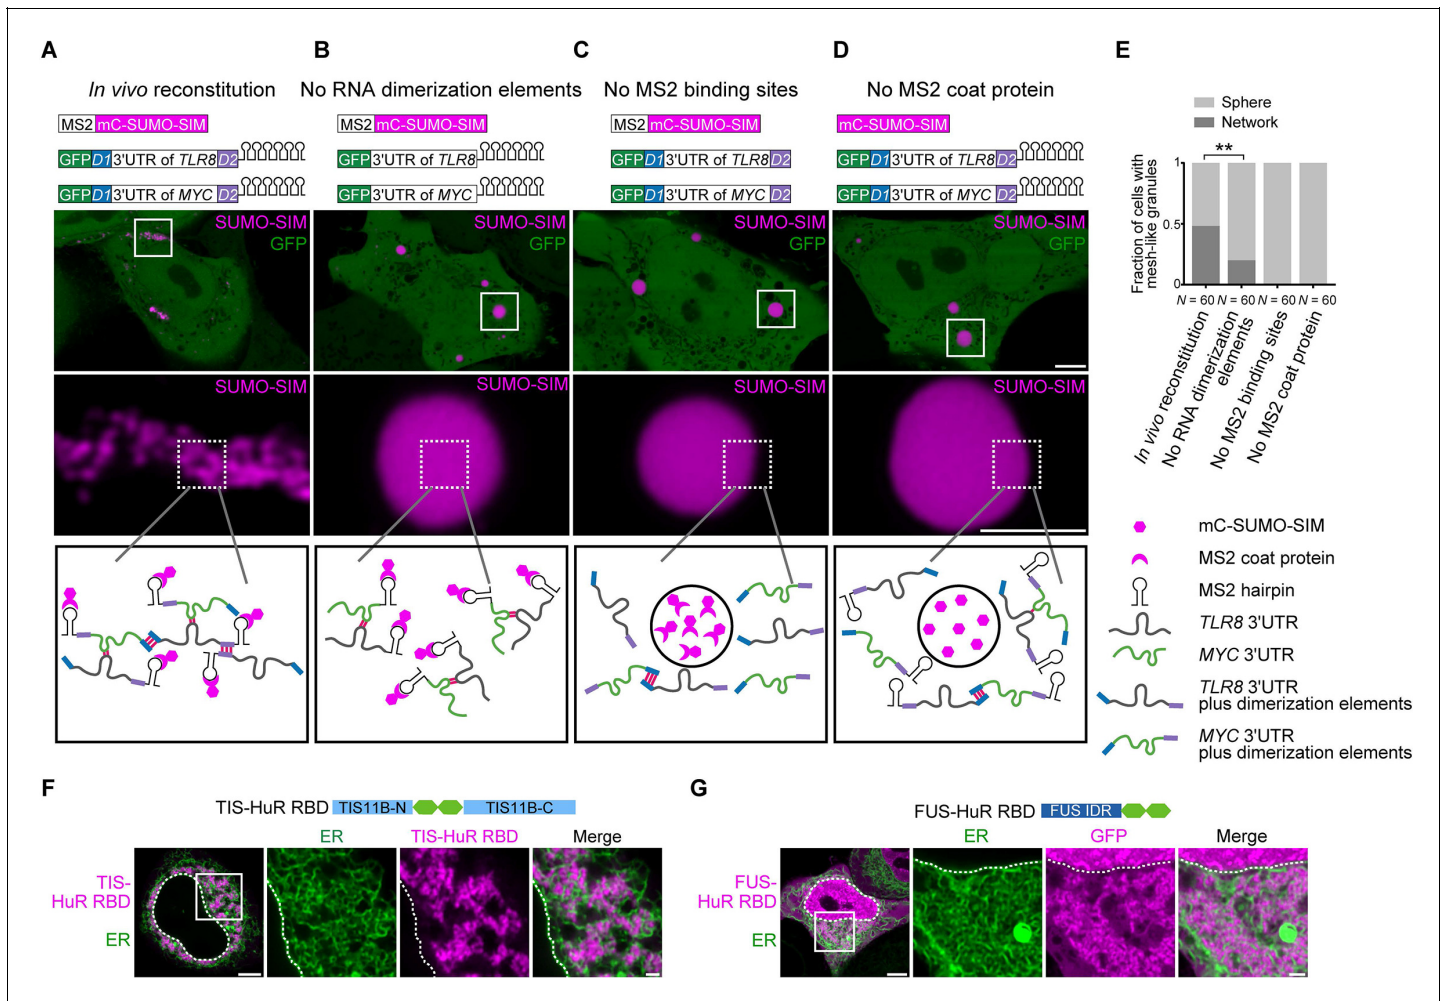 A
B
C
D
E
In vivo reconstitution
No RNA dimerization elements
No MS2 binding sites
No MS2 coat protein
MS2 mC-SUMO-SIM
GFP D1 3'UTR of TLR8 D2
GFP D1 3'UTR of MYC D2
MS2 mC-SUMO-SIM
GFP 3'UTR of TLR8
GFP 3'UTR of MYC
MS2 mC-SUMO-SIM
GFP D1 3'UTR of TLR8 D2
GFP D1 3'UTR of MYC D2
mC-SUMO-SIM
GFP D1 3'UTR of TLR8 D2
GFP D1 3'UTR of MYC D2
SUMO-SIM
GFP
SUMO-SIM
GFP
SUMO-SIM
GFP
SUMO-SIM
GFP
SUMO-SIM
SUMO-SIM
SUMO-SIM
SUMO-SIM
Sphere
Network
**
Fraction of cells with
mesh-like granules
1
0.5
0
N = 60 N = 60 N = 60 N = 60
In vivo reconstitution
No RNA dimerization
elements
No MS2 binding sites
No MS2 coat protein
mC-SUMO-SIM
MS2 coat protein
MS2 hairpin
TLR8 3'UTR
MYC 3'UTR
TLR8 3'UTR
plus dimerization elements
MYC 3'UTR
plus dimerization elements
F
TIS-HuR RBD TIS11B-N TIS11B-C
ER TIS-HuR RBD Merge
TIS-
HuR RBD
ER
G
FUS-HuR RBD FUS IDR
ER GFP Merge
FUS-
HuR RBD
ER